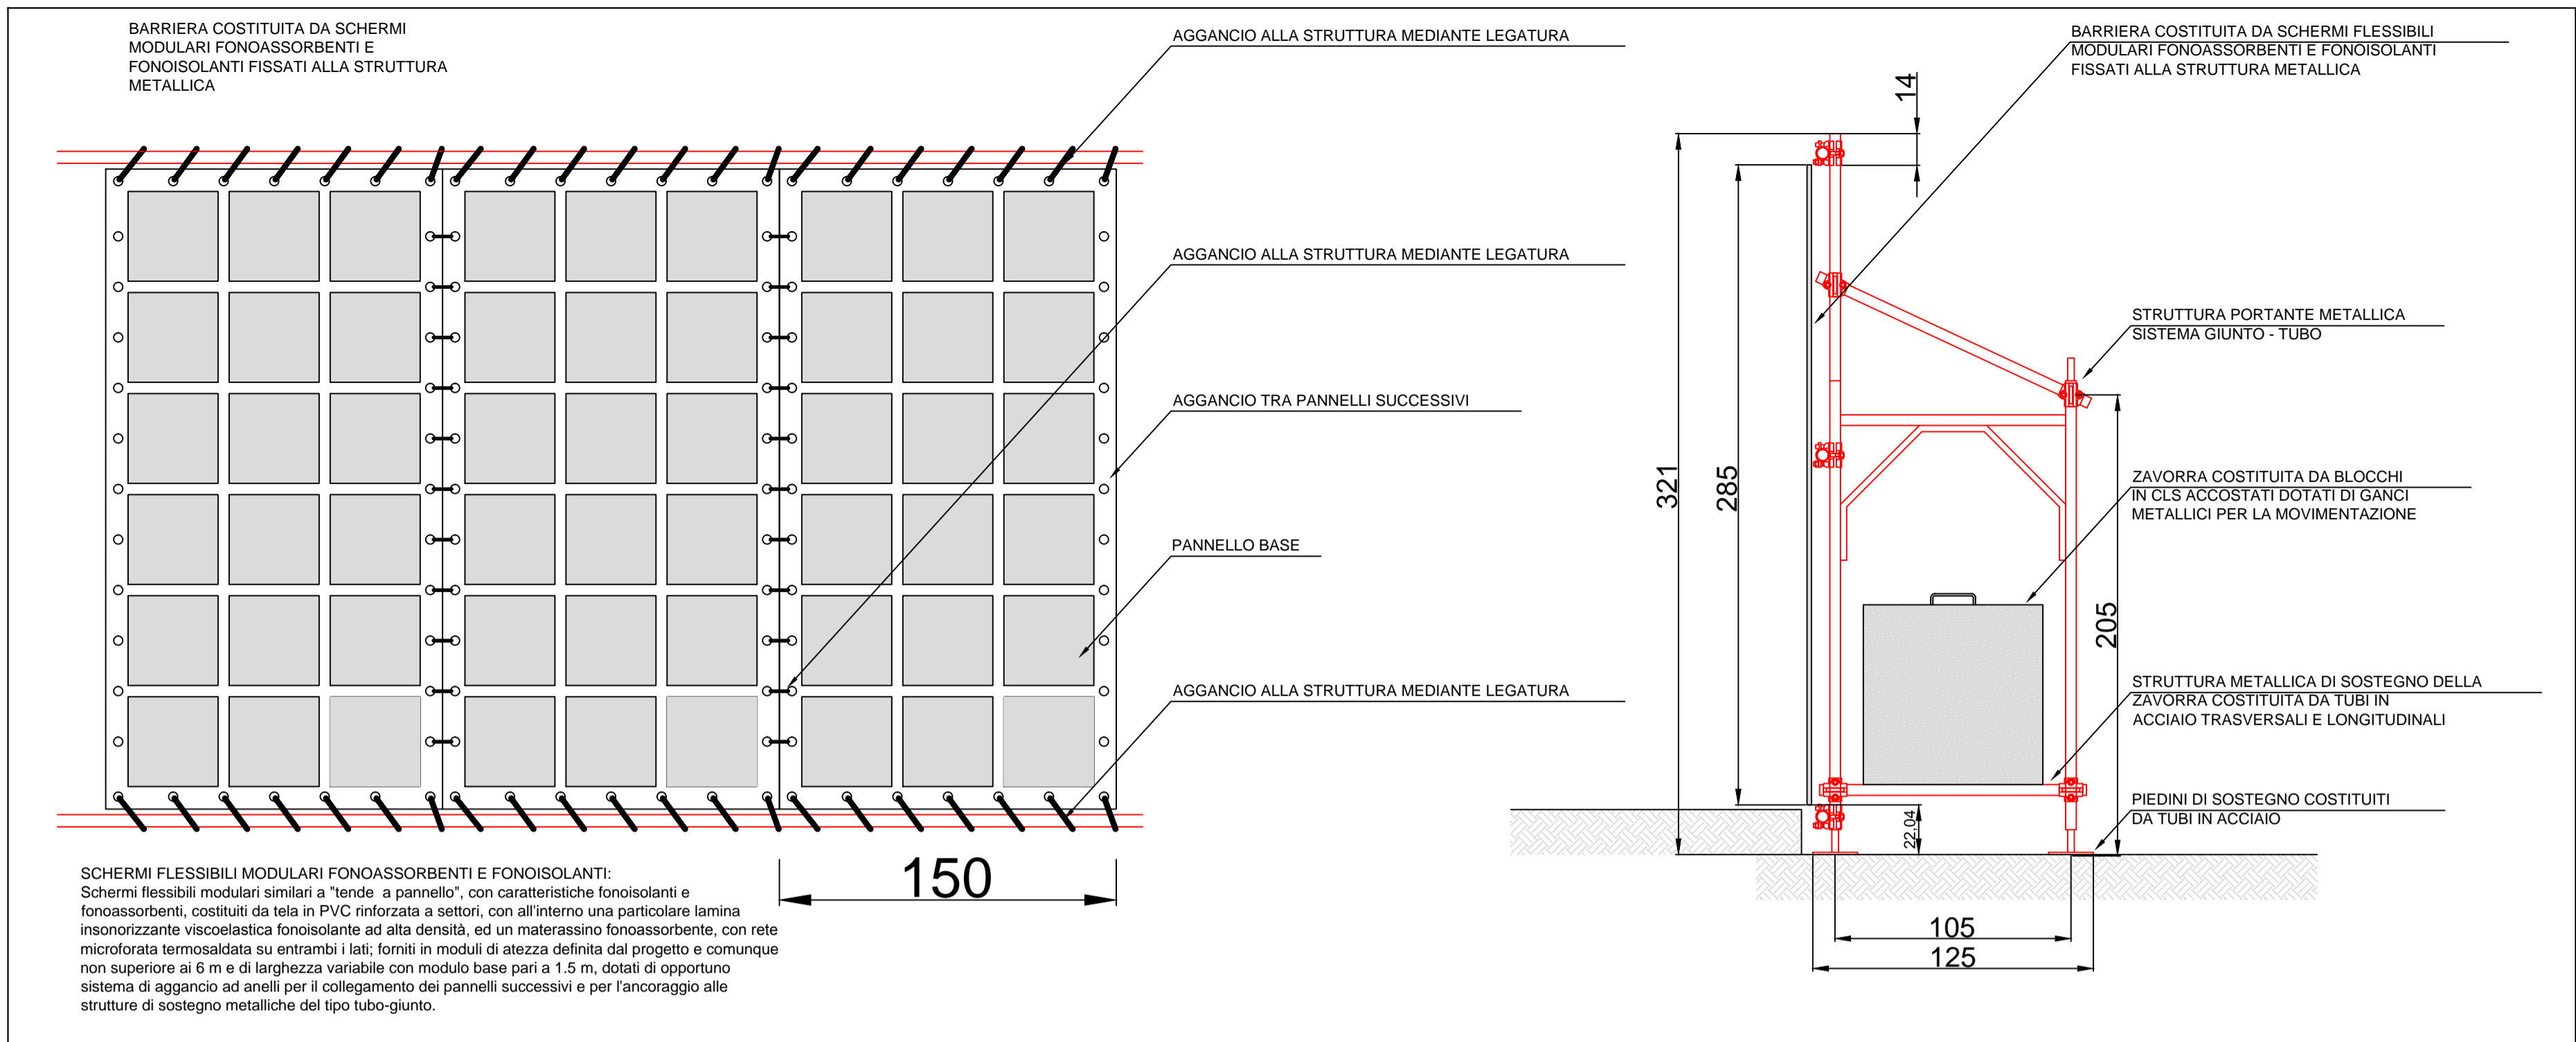 BARRIERA COSTITUITA DA SCHERMI
MODULARI FONOASSORBENTI E
FONOISOLANTI FISSATI ALLA STRUTTURA
METALLICA
AGGANCIO ALLA STRUTTURA MEDIANTE LEGATURA
AGGANCIO ALLA STRUTTURA MEDIANTE LEGATURA
AGGANCIO TRA PANNELLI SUCCESSIVI
PANNELLO BASE
AGGANCIO ALLA STRUTTURA MEDIANTE LEGATURA
150
SCHERMI FLESSIBILI MODULARI FONOASSORBENTI E FONOISOLANTI:
Schermi flessibili modulari similari a "tende a pannello", con caratteristiche fonoisolanti e
fonoassorbenti, costituiti da tela in PVC rinforzata a settori, con all'interno una particolare lamina
insonorizzante viscoelastica fonoisolante ad alta densità, ed un materassino fonoassorbente, con rete
microforata termosaldata su entrambi i lati; forniti in moduli di atezza definita dal progetto e comunque
non superiore ai 6 m e di larghezza variabile con modulo base pari a 1.5 m, dotati di opportuno
sistema di aggancio ad anelli per il collegamento dei pannelli successivi e per l'ancoraggio alle
strutture di sostegno metalliche del tipo tubo-giunto.
BARRIERA COSTITUITA DA SCHERMI FLESSIBILI
MODULARI FONOASSORBENTI E FONOISOLANTI
FISSATI ALLA STRUTTURA METALLICA
14
STRUTTURA PORTANTE METALLICA
SISTEMA GIUNTO - TUBO
321
285
ZAVORRA COSTITUITA DA BLOCCHI
IN CLS ACCOSTATI DOTATI DI GANCI
METALLICI PER LA MOVIMENTAZIONE
205
STRUTTURA METALLICA DI SOSTEGNO DELLA
ZAVORRA COSTITUITA DA TUBI IN
ACCIAIO TRASVERSALI E LONGITUDINALI
PIEDINI DI SOSTEGNO COSTITUITI
DA TUBI IN ACCIAIO
22,04
105
125